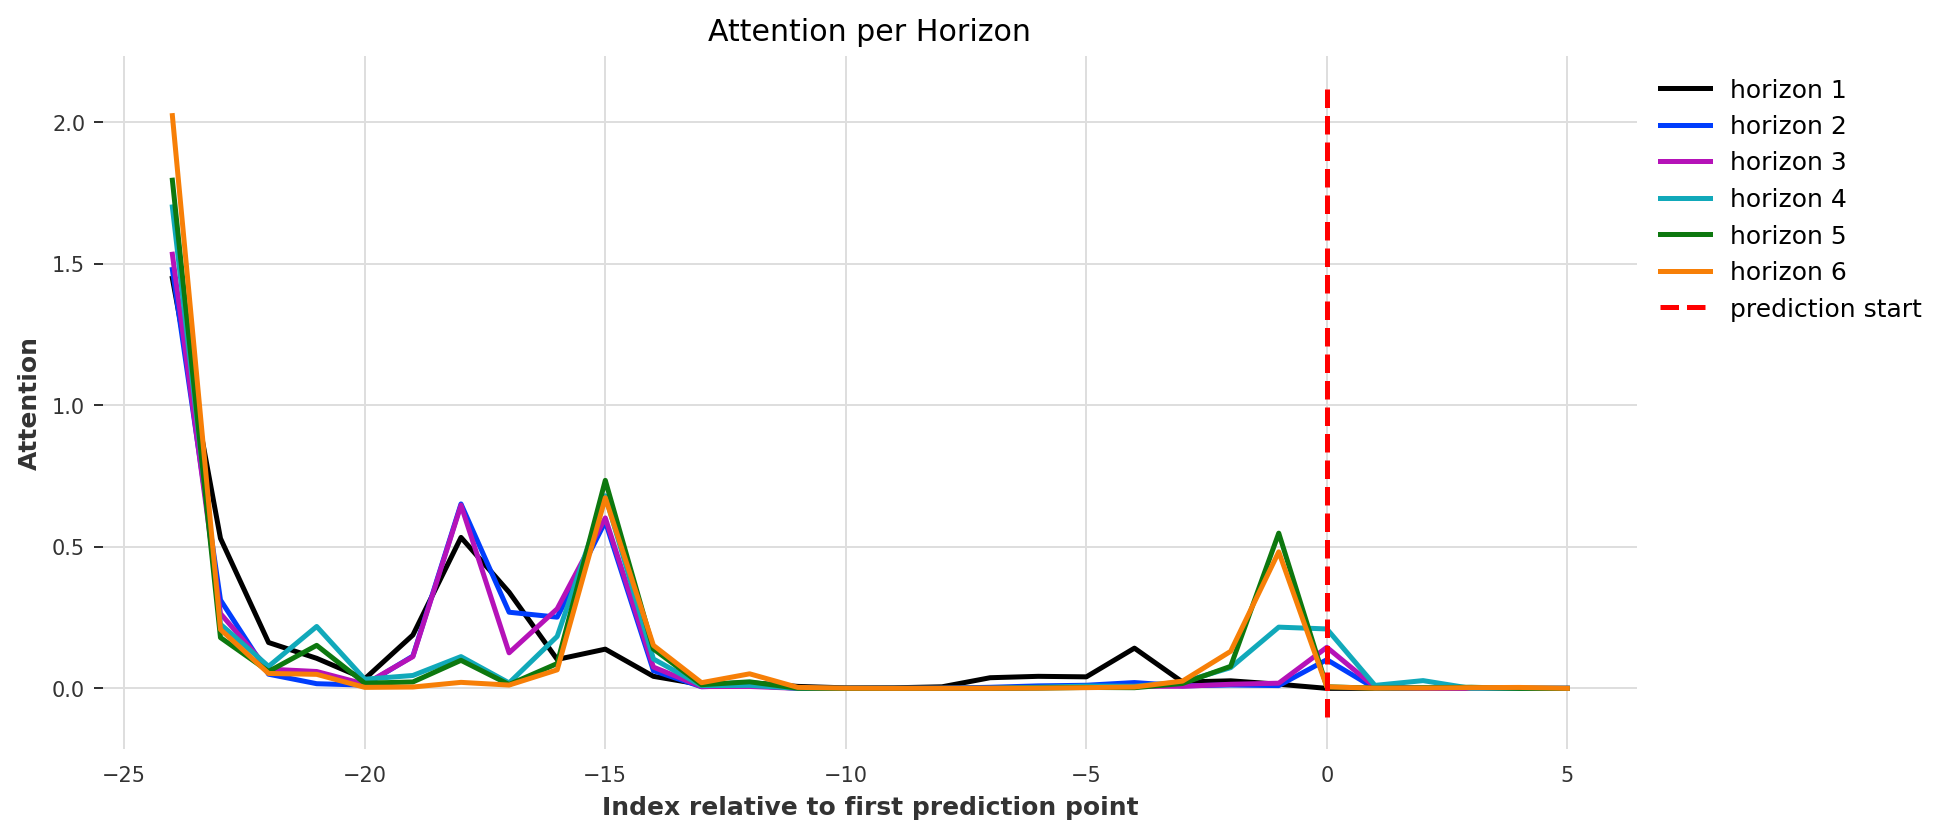 Attention per Horizon
2.0
1.5
1.0
0.5
0.0
Attention
−25
−20
−15
−10
−5
0
5
Index relative to first prediction point
horizon 1
horizon 2
horizon 3
horizon 4
horizon 5
horizon 6
prediction start